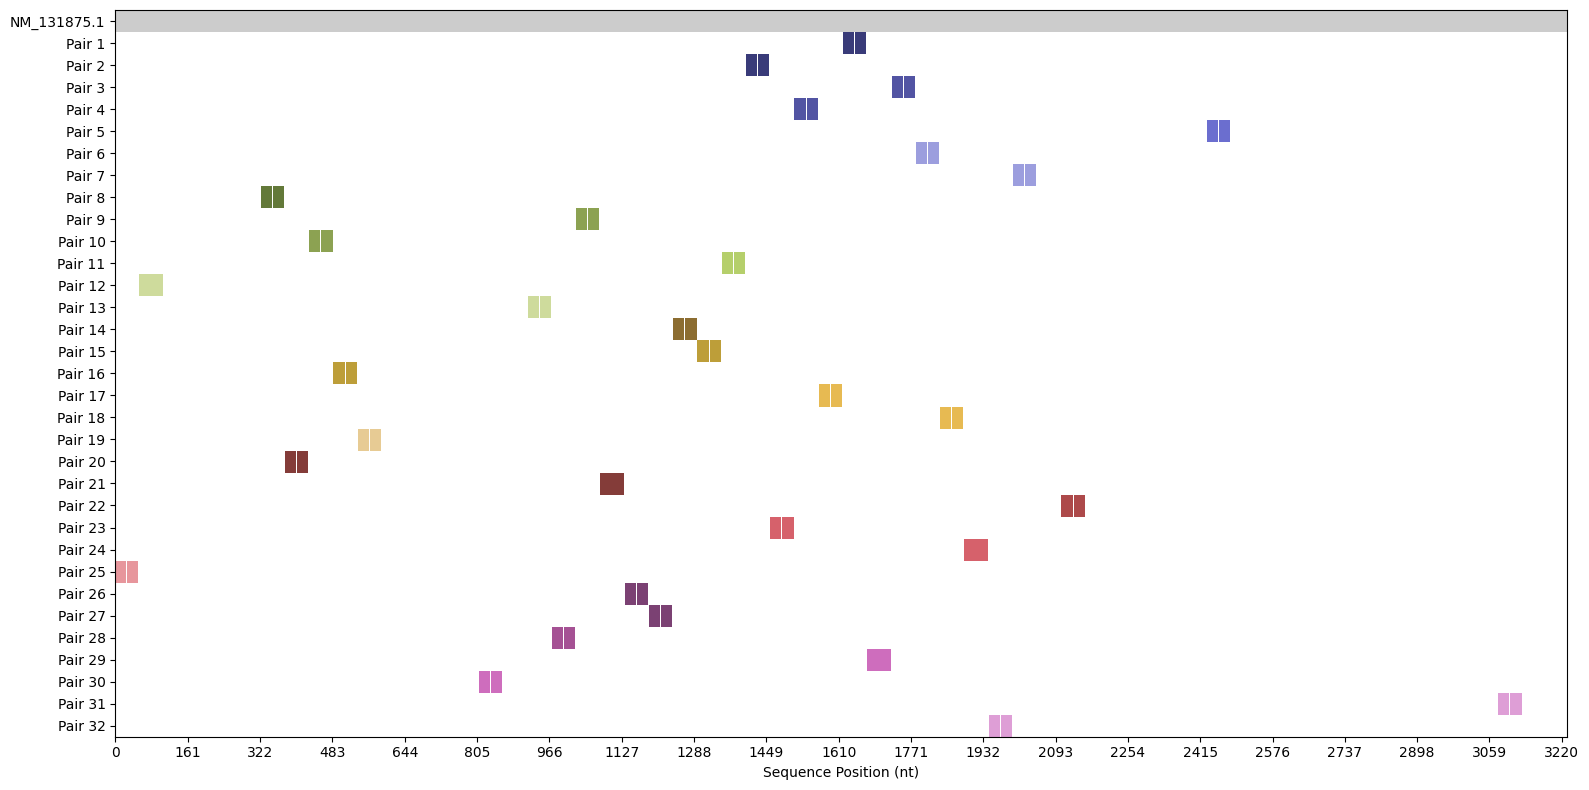 NM_131875.1
Pair 1
Pair 2
Pair 3
Pair 4
Pair 5
Pair 6
Pair 7
Pair 8
Pair 9
Pair 10
Pair 11
Pair 12
Pair 13
Pair 14
Pair 15
Pair 16
Pair 17
Pair 18
Pair 19
Pair 20
Pair 21
Pair 22
Pair 23
Pair 24
Pair 25
Pair 26
Pair 27
Pair 28
Pair 29
Pair 30
Pair 31
Pair 32
0 161 322 483 644 805 966 1127 1288 1449 1610 1771 1932 2093 2254 2415 2576 2737 2898 3059 3220
Sequence Position (nt)